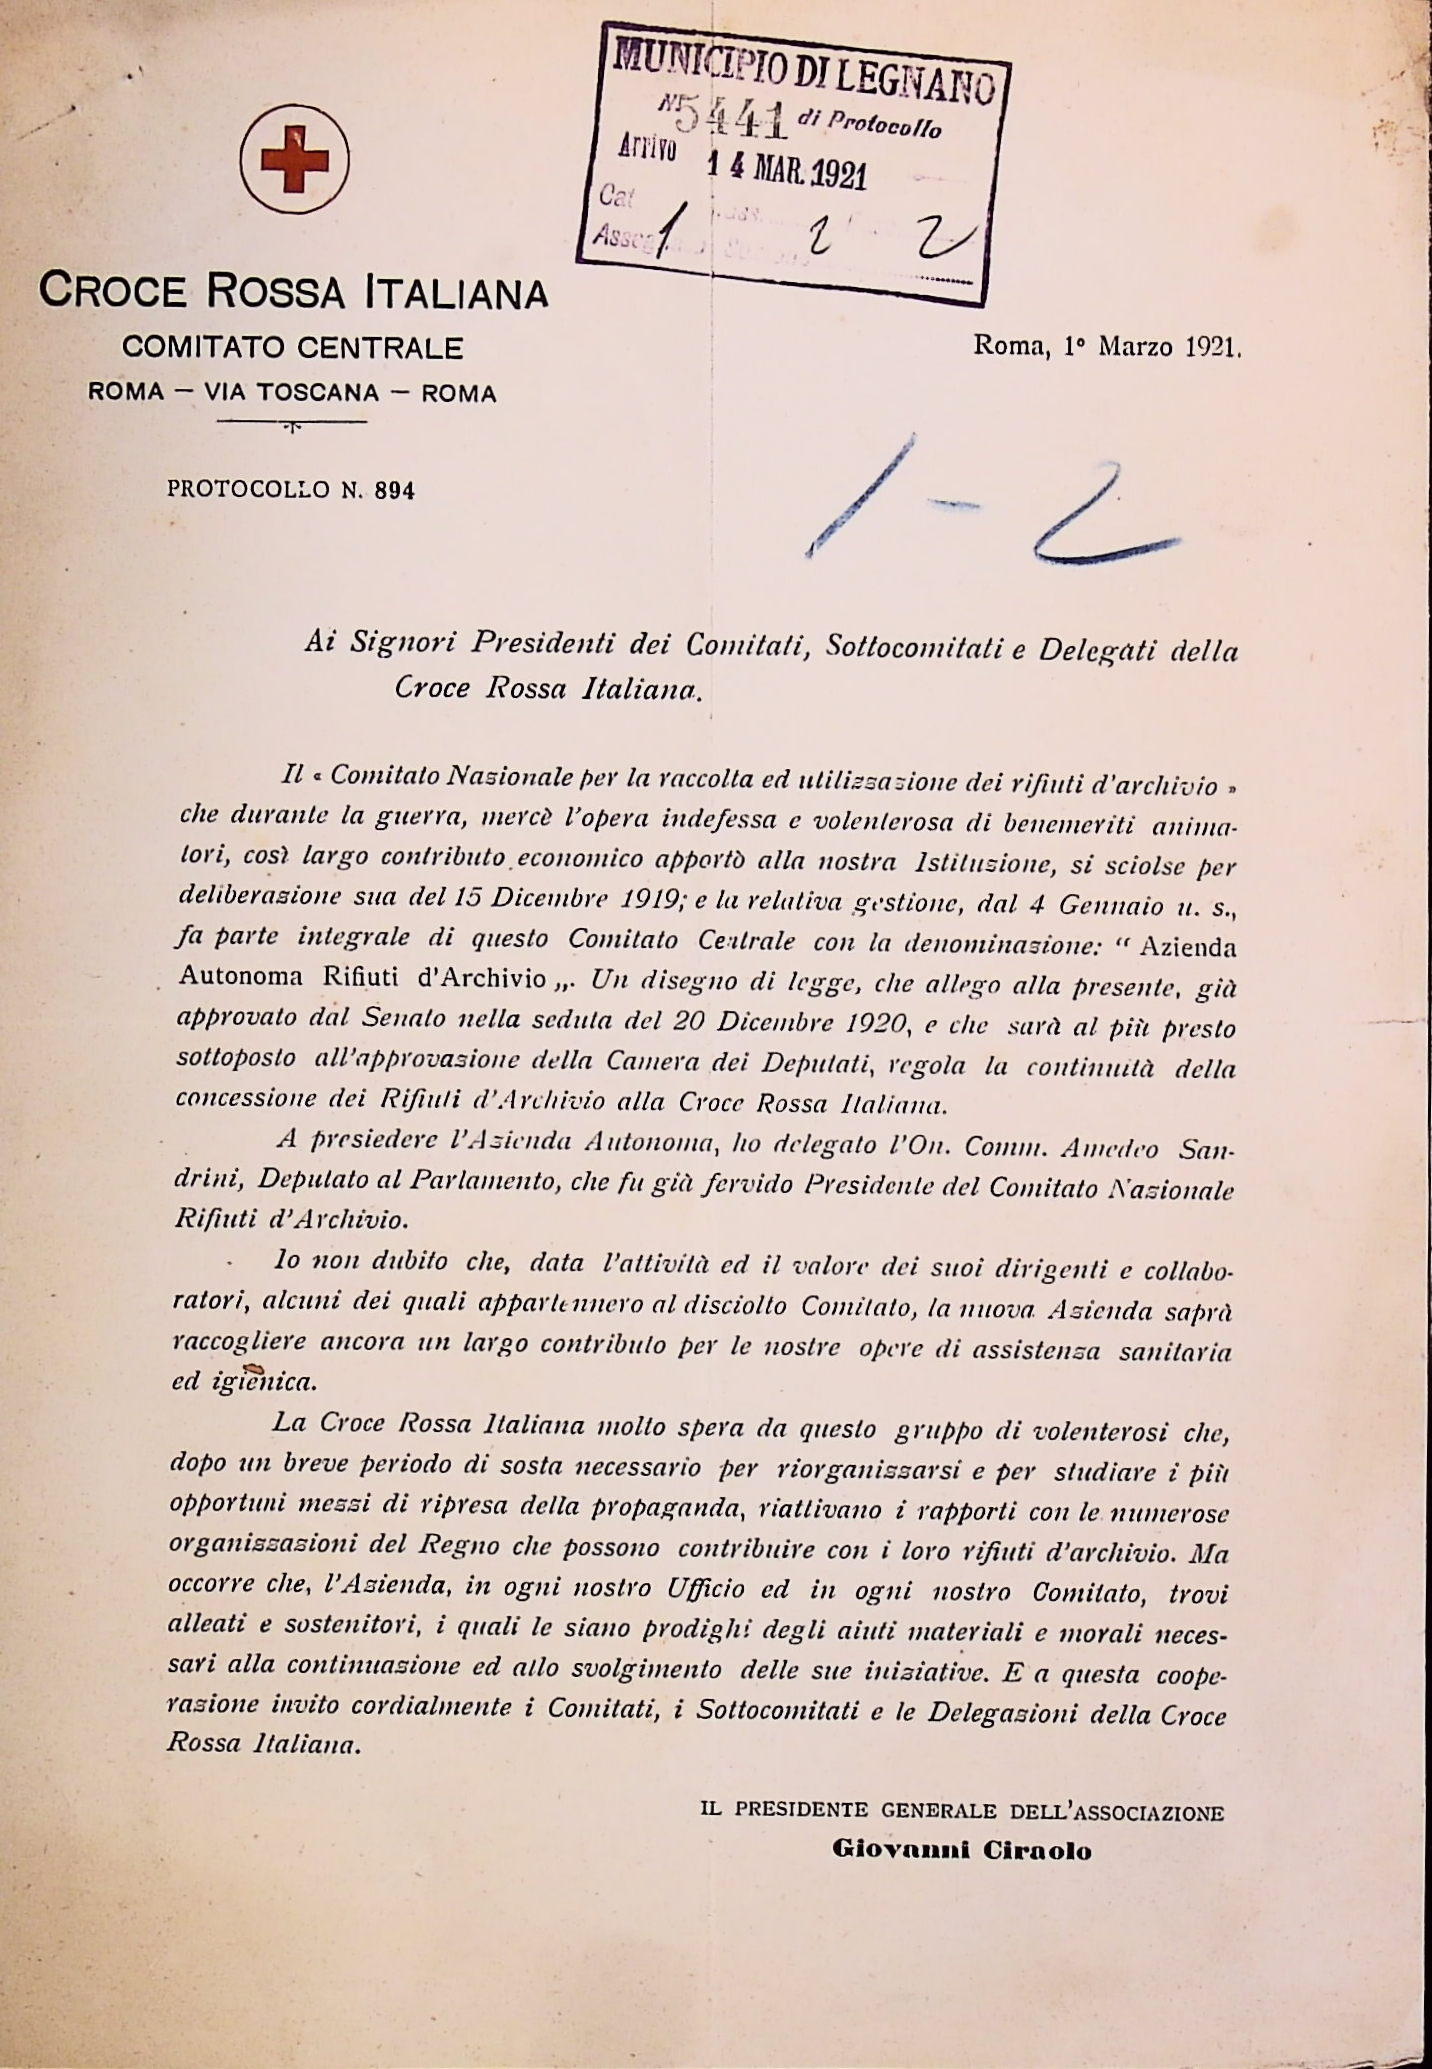 MUNICIPIO DI LEGNANO
N° 5441 di Protocollo
Arrivo 14 MAR. 1921
Cat
1 2 2
CROCE ROSSA ITALIANA
COMITATO CENTRALE
ROMA — VIA TOSCANA — ROMA
PROTOCOLLO N. 894
Roma, 1° Marzo 1921.
1 - 2
Ai Signori Presidenti dei Comitati, Sottocomitati e Delegati della
Croce Rossa Italiana.
Il « Comitato Nazionale per la raccolta ed utilizzazione dei rifiuti d'archivio »
che durante la guerra, mercè l'opera indefessa e volenterosa di benemeriti anima-
tori, così largo contributo economico apportò alla nostra Istituzione, si sciolse per
deliberazione sua del 15 Dicembre 1919; e la relativa gestione, dal 4 Gennaio u. s.,
fa parte integrale di questo Comitato Centrale con la denominazione: “ Azienda
Autonoma Rifiuti d'Archivio „. Un disegno di legge, che allego alla presente, già
approvato dal Senato nella seduta del 20 Dicembre 1920, e che sarà al più presto
sottoposto all'approvazione della Camera dei Deputati, regola la continuità della
concessione dei Rifiuti d'Archivio alla Croce Rossa Italiana.
A presiedere l'Azienda Autonoma, ho delegato l'On. Comm. Amedeo San-
drini, Deputato al Parlamento, che fu già fervido Presidente del Comitato Nazionale
Rifiuti d'Archivio.
Io non dubito che, data l'attività ed il valore dei suoi dirigenti e collabo-
ratori, alcuni dei quali appartennero al disciolto Comitato, la nuova Azienda saprà
raccogliere ancora un largo contributo per le nostre opere di assistenza sanitaria
ed igienica.
La Croce Rossa Italiana molto spera da questo gruppo di volenterosi che,
dopo un breve periodo di sosta necessario per riorganizzarsi e per studiare i più
opportuni mezzi di ripresa della propaganda, riattivano i rapporti con le numerose
organizzazioni del Regno che possono contribuire con i loro rifiuti d'archivio. Ma
occorre che, l'Azienda, in ogni nostro Ufficio ed in ogni nostro Comitato, trovi
alleati e sostenitori, i quali le siano prodighi degli aiuti materiali e morali neces-
sari alla continuazione ed allo svolgimento delle sue iniziative. E a questa coope-
razione invito cordialmente i Comitati, i Sottocomitati e le Delegazioni della Croce
Rossa Italiana.
IL PRESIDENTE GENERALE DELL'ASSOCIAZIONE
Giovanni Ciraolo